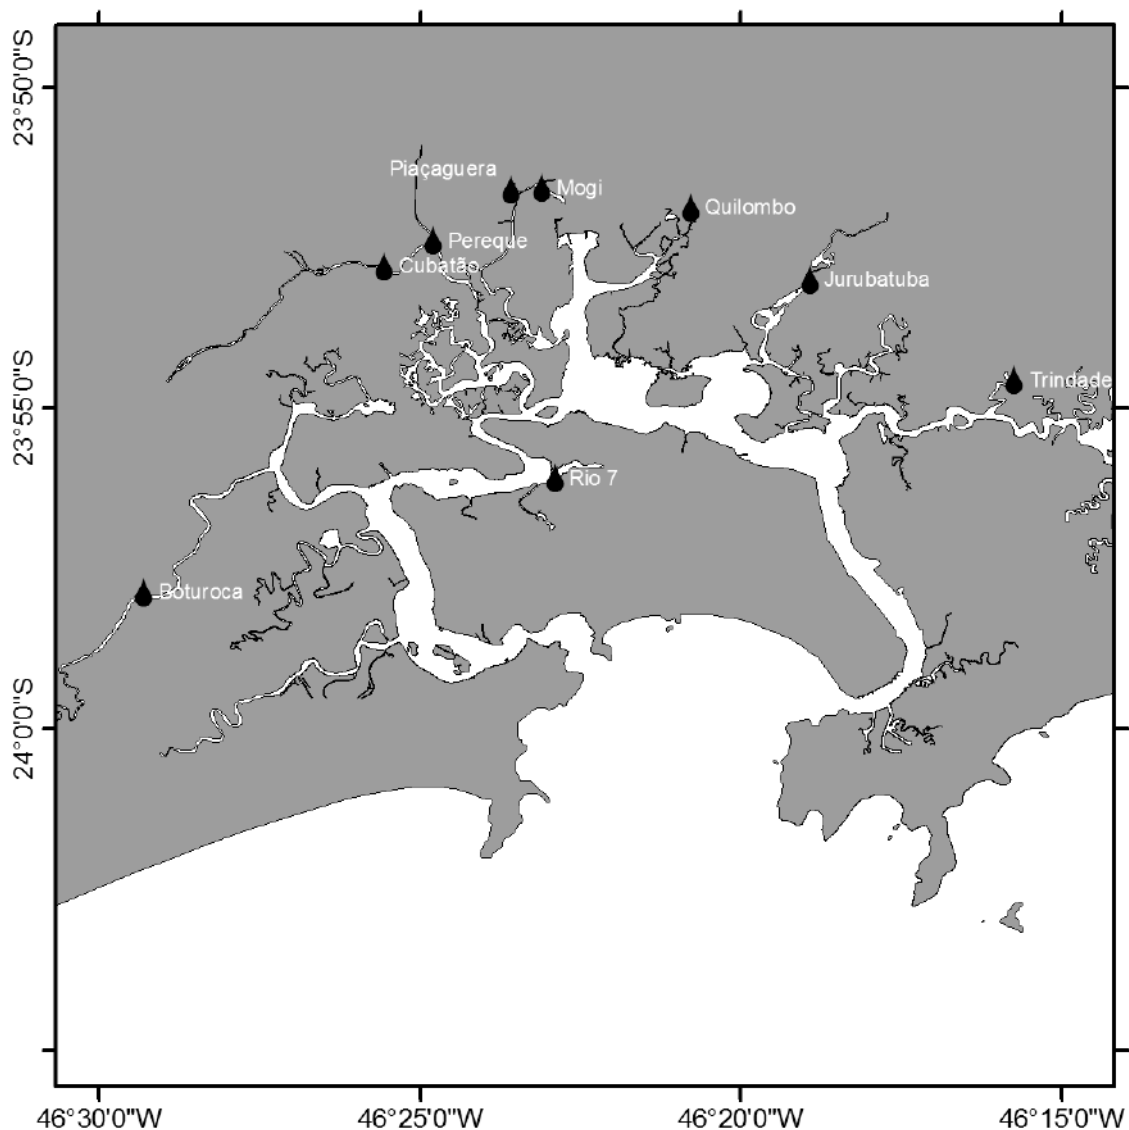 23°50'0"S
Piaçaguera
Mogi
Quilombo
Pereque
Cubatão
Jurubatuba
Trindade
23°55'0"S
Rio 7
Boturoca
24°0'0"S
46°30'0"W
46°25'0"W
46°20'0"W
46°15'0"W